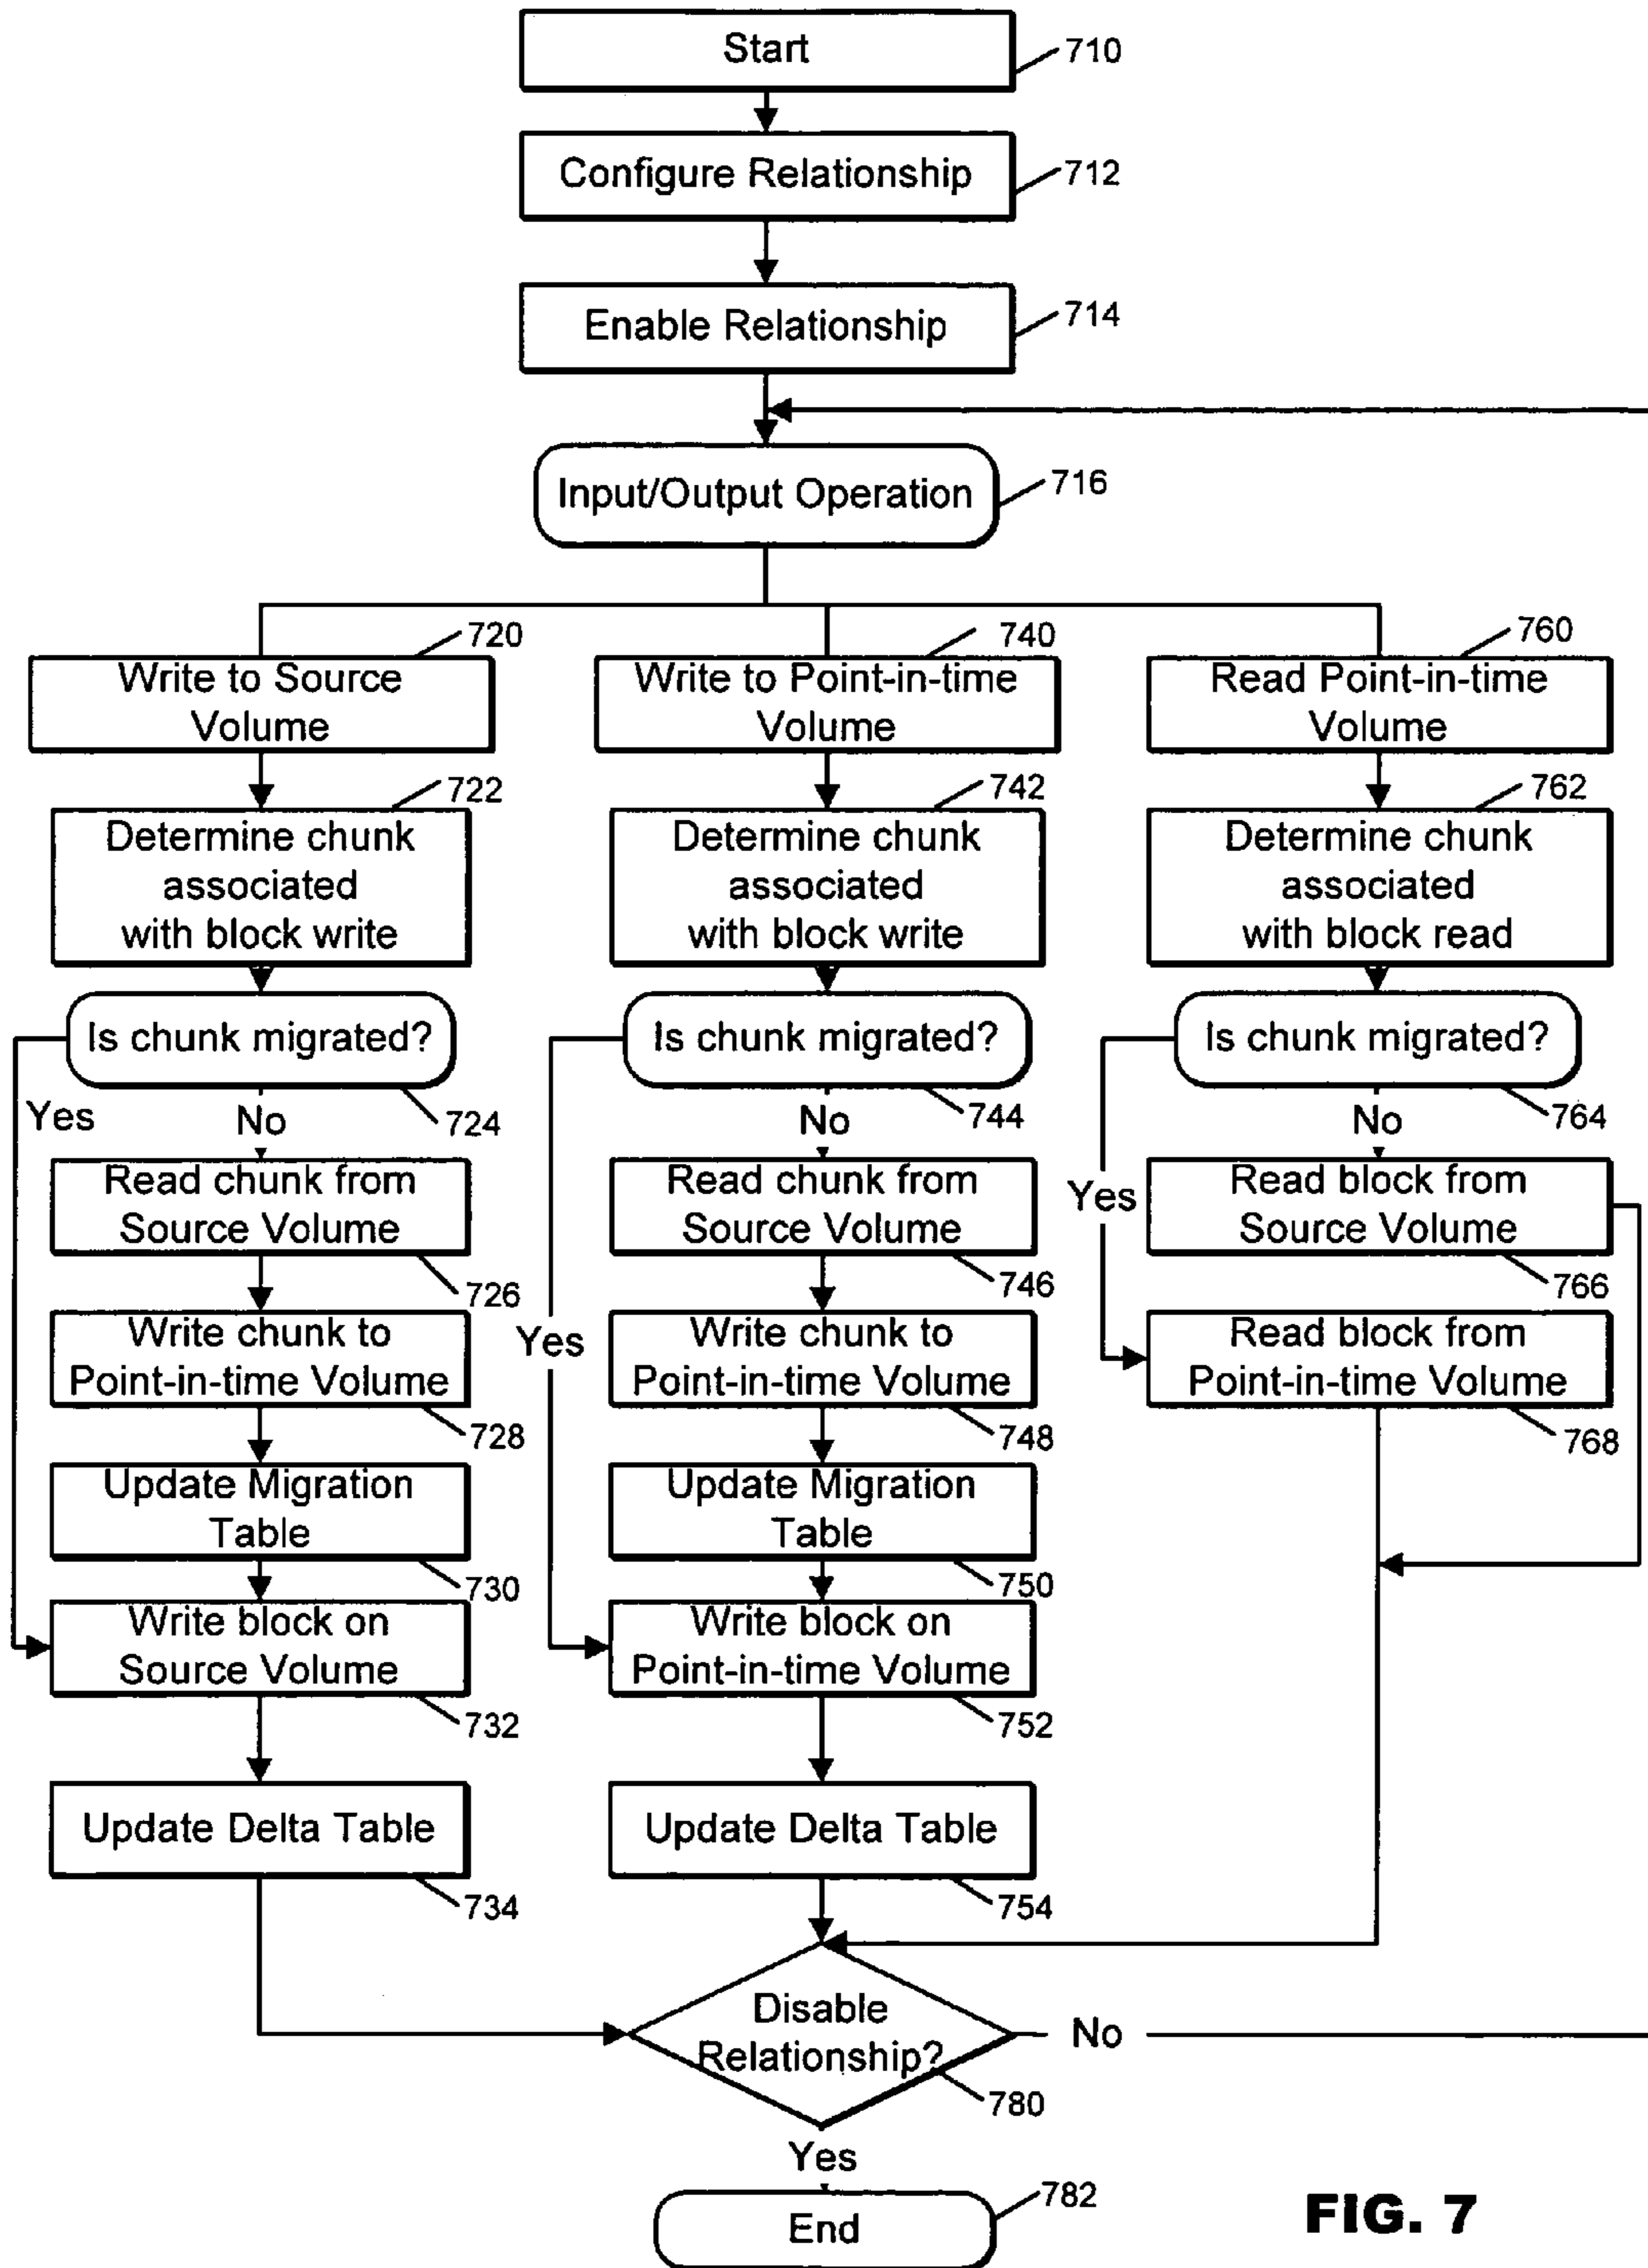 Start
710
Configure Relationship
712
Enable Relationship
714
Input/Output Operation
716
720
Write to Source
Volume
740
Write to Point-in-time
Volume
760
Read Point-in-time
Volume
722
Determine chunk
associated
with block write
742
Determine chunk
associated
with block write
762
Determine chunk
associated
with block read
Is chunk migrated?
724
Is chunk migrated?
744
Is chunk migrated?
764
Yes
No
No
No
Read chunk from
Source Volume
726
Read chunk from
Source Volume
746
Yes
Read block from
Source Volume
766
Write chunk to
Point-in-time Volume
728
Yes
Write chunk to
Point-in-time Volume
748
Read block from
Point-in-time Volume
768
Update Migration
Table
730
Update Migration
Table
750
Write block on
Source Volume
732
Write block on
Point-in-time Volume
752
Update Delta Table
734
Update Delta Table
754
Disable
Relationship?
780
No
Yes
End
782
FIG. 7